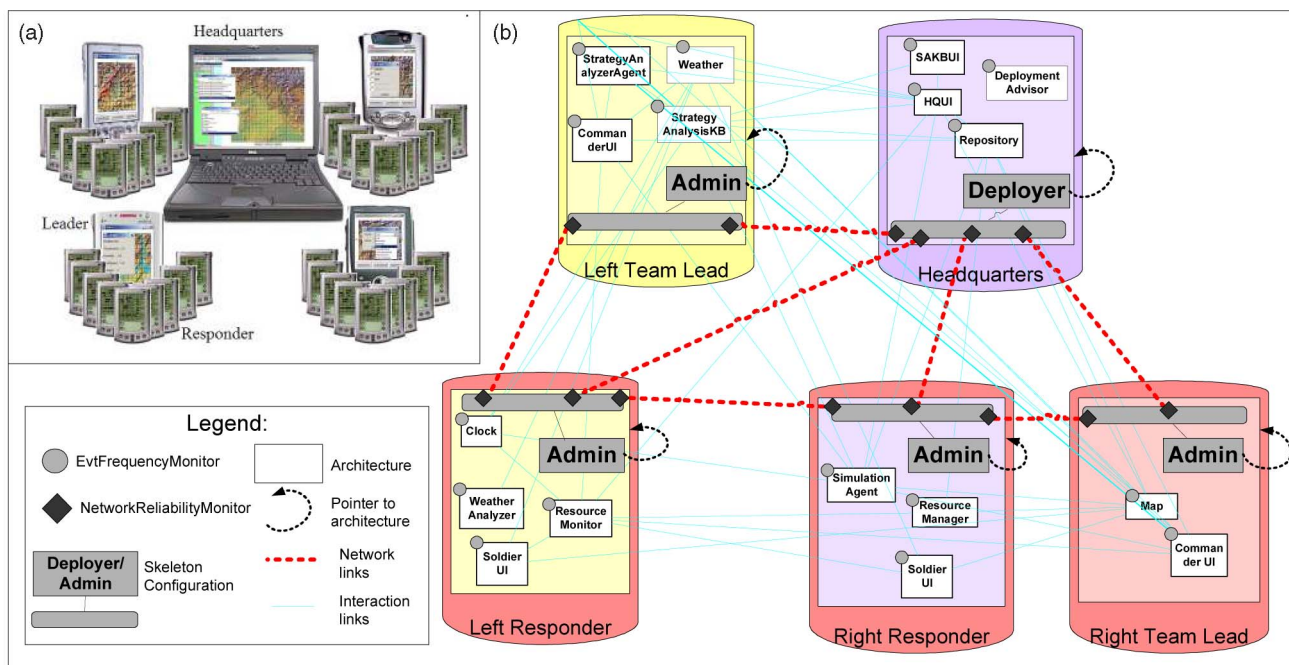 (a)
Headquarters
Leader
Responder
(b)
StrategyAn
alyzerAgent
Weather
Comman
derUI
Strategy
AnalysisKB
Admin
Left Team Lead
SAKBUI
Deployment
Advisor
HQUI
Repository
Deployer
Headquarters
Legend:
EvtFrequencyMonitor
Architecture
NetworkReliabilityMonitor
Pointer to
architecture
Deployer/
Admin
Skeleton
Configuration
Network
links
Interaction
links
Clock
Admin
Weather
Analyzer
Resource
Monitor
Soldier
UI
Left Responder
Admin
Simulation
Agent
Resource
Manager
Soldier
UI
Right Responder
Admin
Map
Comman
der UI
Right Team Lead